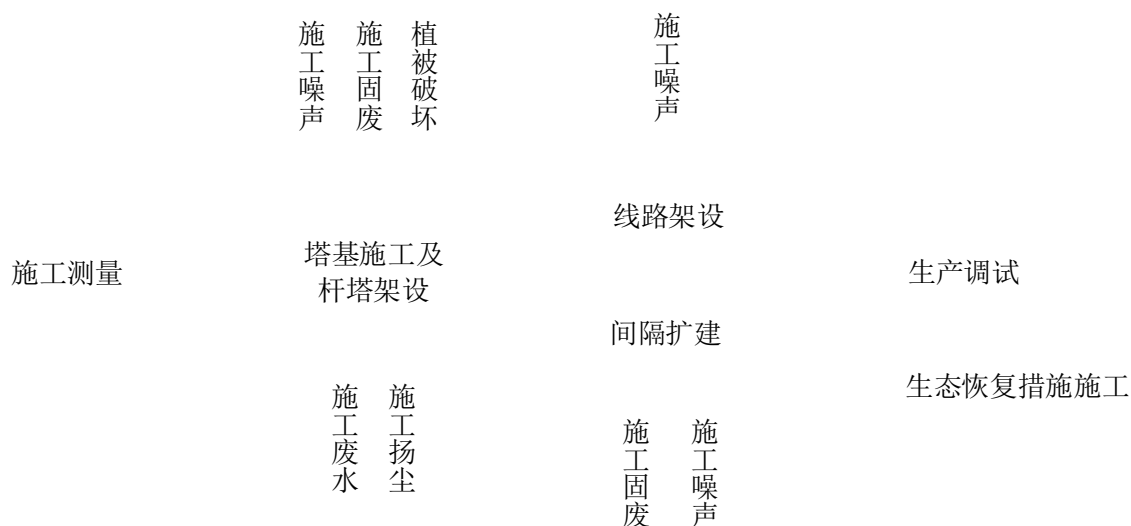 施工噪声
施工固废
植被破坏
施工噪声
线路架设
施工测量
塔基施工及
杆塔架设
生产调试
间隔扩建
生态恢复措施施工
施工废水
施工扬尘
施工固废
施工噪声